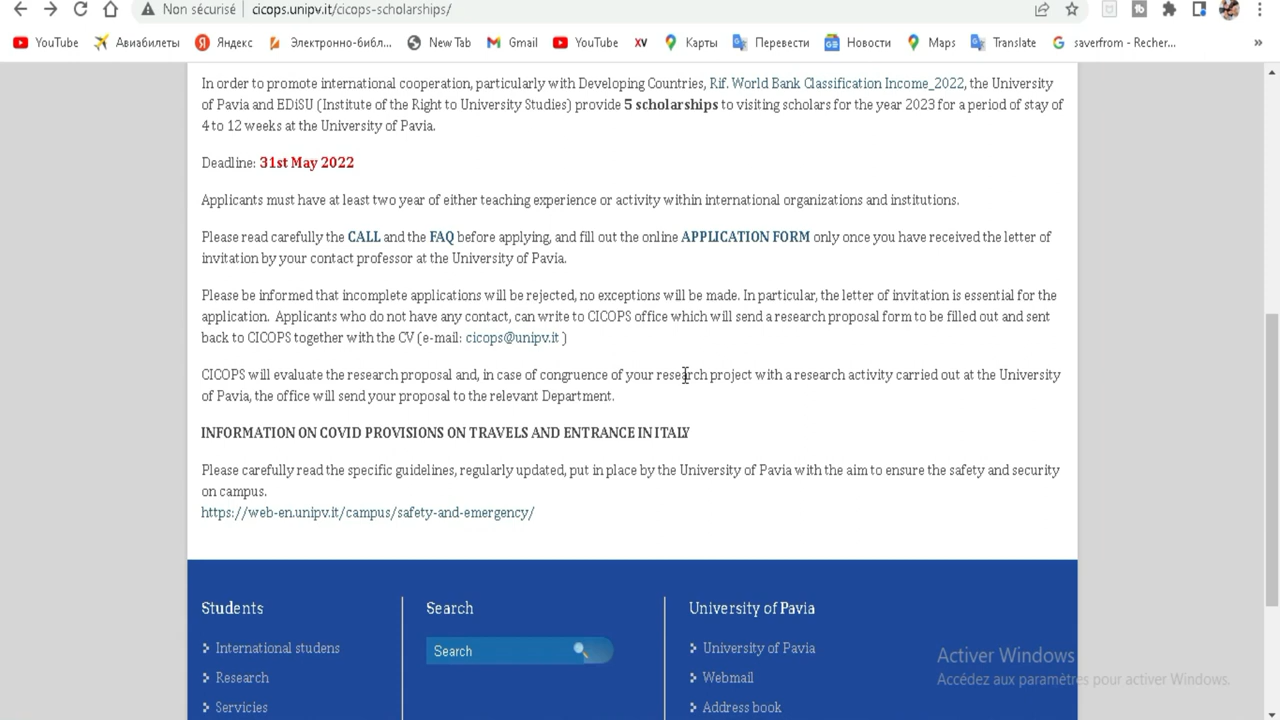 Non sécurisé
cicops.unipv.it/cicops-scholarships/
YouTube Авиабилеты Яндекс Электронно-библ... New Tab Gmail YouTube XV Карты Перевести Новости Maps Translate saverfrom - Recher... »
In order to promote international cooperation, particularly with Developing Countries, Rif. World Bank Classification Income_2022, the University
of Pavia and EDiSU (Institute of the Right to University Studies) provide 5 scholarships to visiting scholars for the year 2023 for a period of stay of
4 to 12 weeks at the University of Pavia.
Deadline: 31st May 2022
Applicants must have at least two year of either teaching experience or activity within international organizations and institutions.
Please read carefully the CALL and the FAQ before applying, and fill out the online APPLICATION FORM only once you have received the letter of
invitation by your contact professor at the University of Pavia.
Please be informed that incomplete applications will be rejected, no exceptions will be made. In particular, the letter of invitation is essential for the
application. Applicants who do not have any contact, can write to CICOPS office which will send a research proposal form to be filled out and sent
back to CICOPS together with the CV (e-mail: cicops@unipv.it )
CICOPS will evaluate the research proposal and, in case of congruence of your research project with a research activity carried out at the University
of Pavia, the office will send your proposal to the relevant Department.
INFORMATION ON COVID PROVISIONS ON TRAVELS AND ENTRANCE IN ITALY
Please carefully read the specific guidelines, regularly updated, put in place by the University of Pavia with the aim to ensure the safety and security
on campus.
https://web-en.unipv.it/campus/safety-and-emergency/
Students
International studens
Research
Servicies
Search
Search
University of Pavia
University of Pavia
Webmail
Address book
Activer Windows
Accédez aux paramètres pour activer Windows.